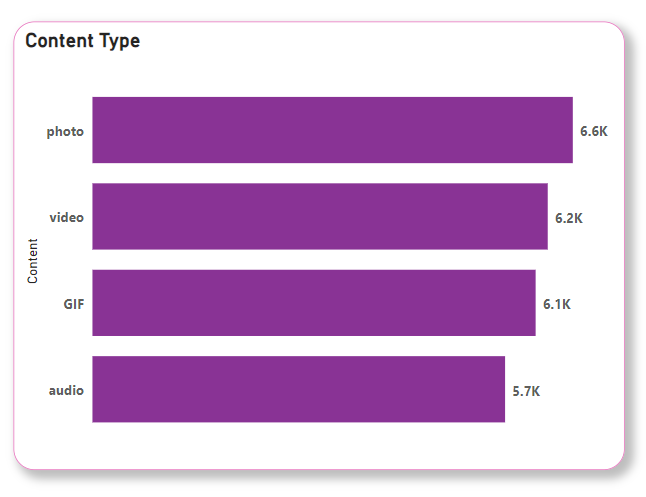 Content Type
photo
6.6K
video
6.2K
Content
GIF
6.1K
audio
5.7K